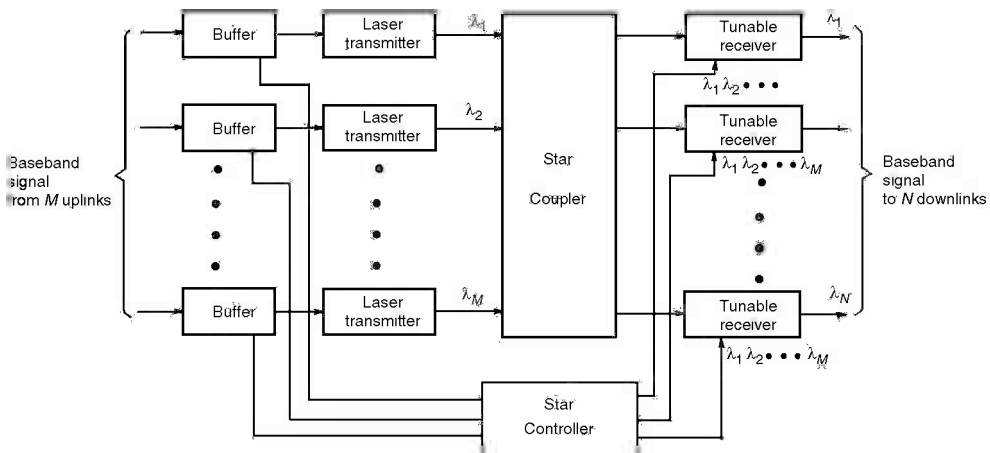 Buffer
Laser
transmitter
λ1
Tunable
receiver
λ1
λ1 λ2 • • •
Buffer
Laser
transmitter
λ2
Tunable
receiver
λ1 λ2 • • • • λM
Baseband
signal
from M uplinks
Star
Coupler
Baseband
signal
to N downlinks
Buffer
Laser
transmitter
λM
Tunable
receiver
λN
λ1 λ2 • • • • λM
Star
Controller